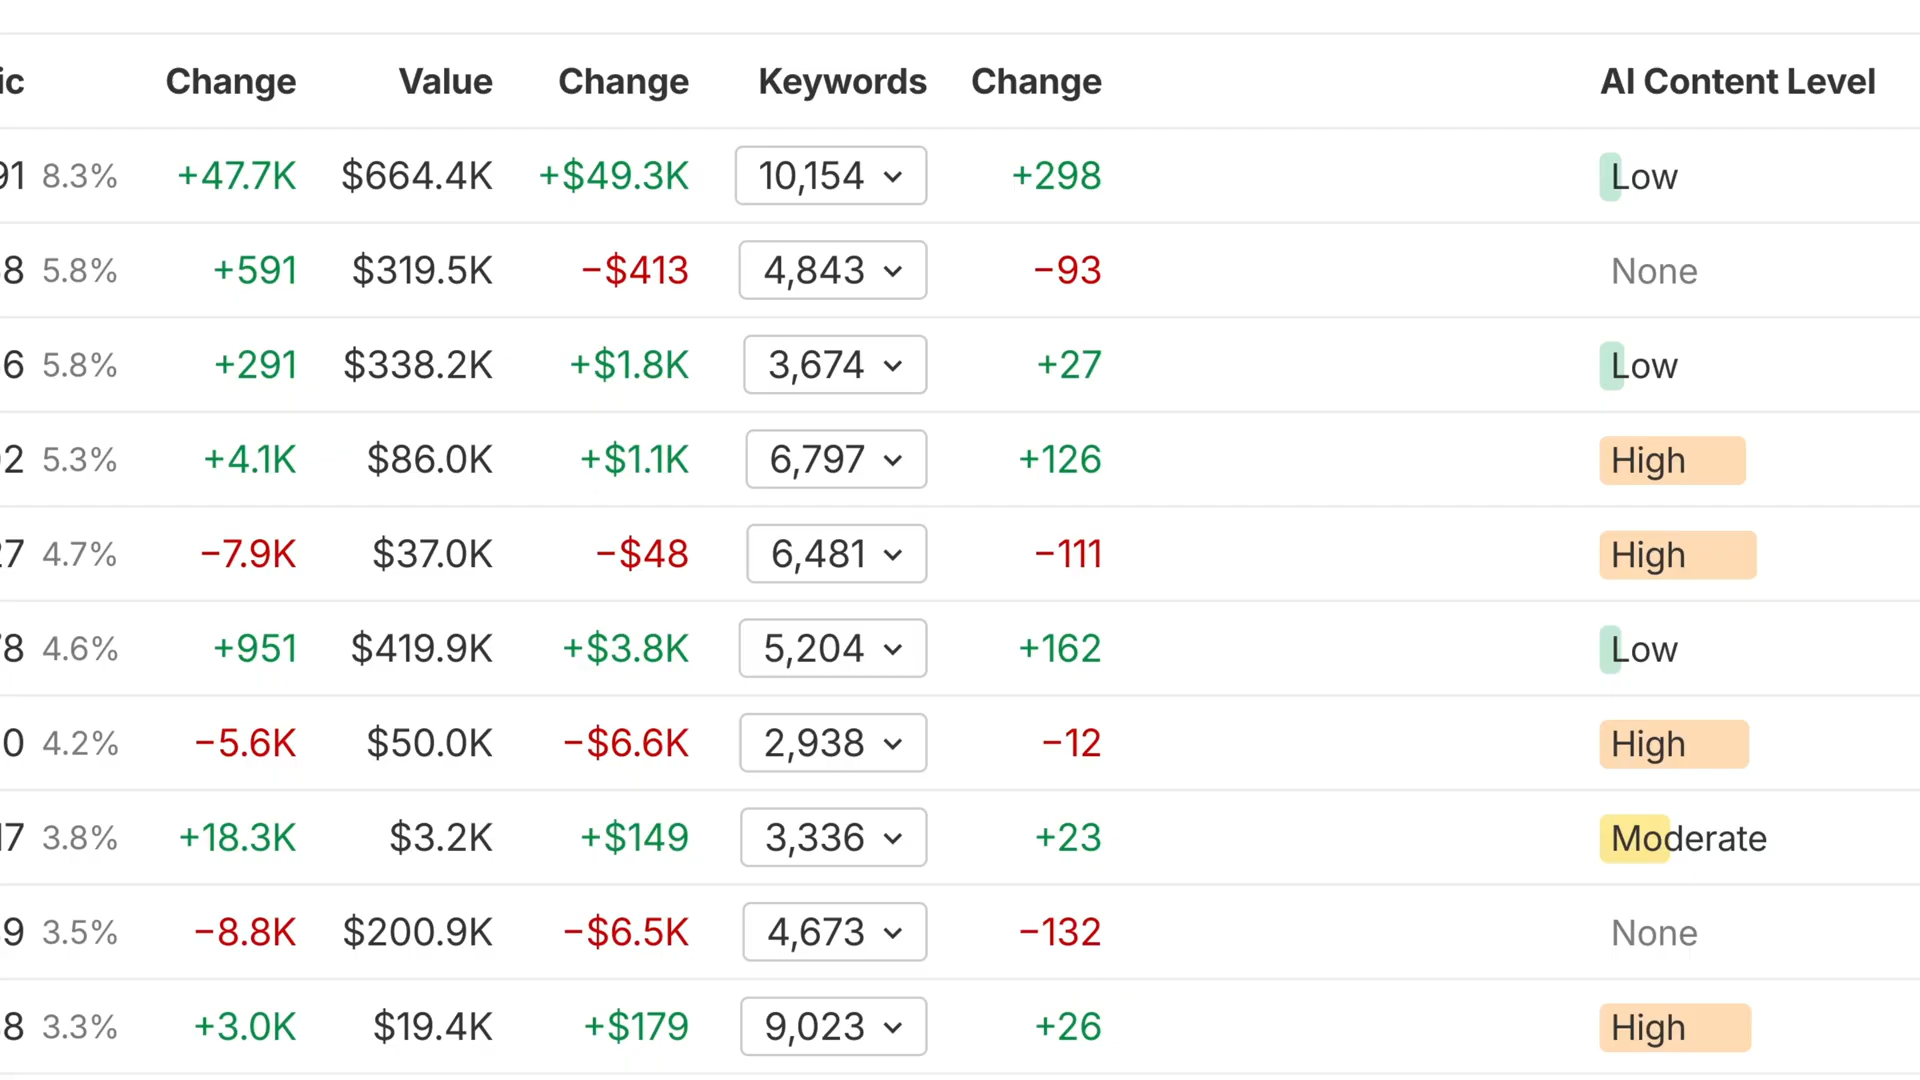 Change Value Change Keywords Change AI Content Level
8.3% +47.7K $664.4K +$49.3K 10,154 +298 Low
8 5.8% +591 $319.5K −$413 4,843 −93 None
6 5.8% +291 $338.2K +$1.8K 3,674 +27 Low
2 5.3% +4.1K $86.0K +$1.1K 6,797 +126 High
7 4.7% −7.9K $37.0K −$48 6,481 −111 High
8 4.6% +951 $419.9K +$3.8K 5,204 +162 Low
0 4.2% −5.6K $50.0K −$6.6K 2,938 −12 High
7 3.8% +18.3K $3.2K +$149 3,336 +23 Moderate
9 3.5% −8.8K $200.9K −$6.5K 4,673 −132 None
8 3.3% +3.0K $19.4K +$179 9,023 +26 High